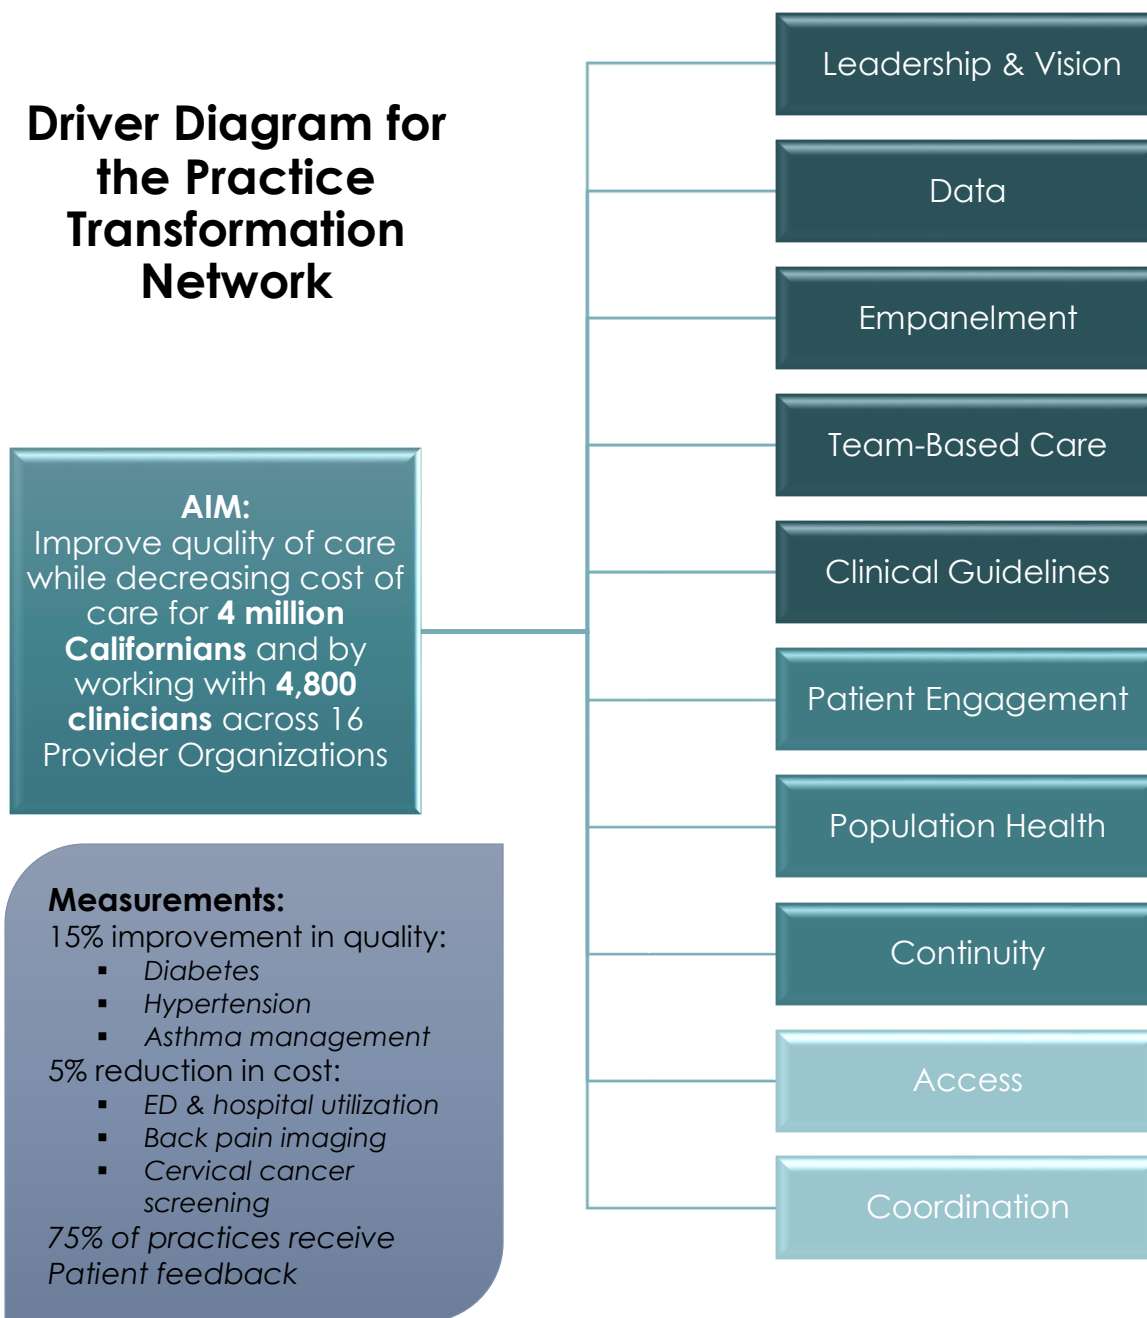 Driver Diagram for
the Practice
Transformation
Network
AIM:
Improve quality of care
while decreasing cost of
care for 4 million
Californians and by
working with 4,800
clinicians across 16
Provider Organizations
Measurements:
15% improvement in quality:
▪ Diabetes
▪ Hypertension
▪ Asthma management
5% reduction in cost:
▪ ED & hospital utilization
▪ Back pain imaging
▪ Cervical cancer
screening
75% of practices receive
Patient feedback
Leadership & Vision
Data
Empanelment
Team-Based Care
Clinical Guidelines
Patient Engagement
Population Health
Continuity
Access
Coordination